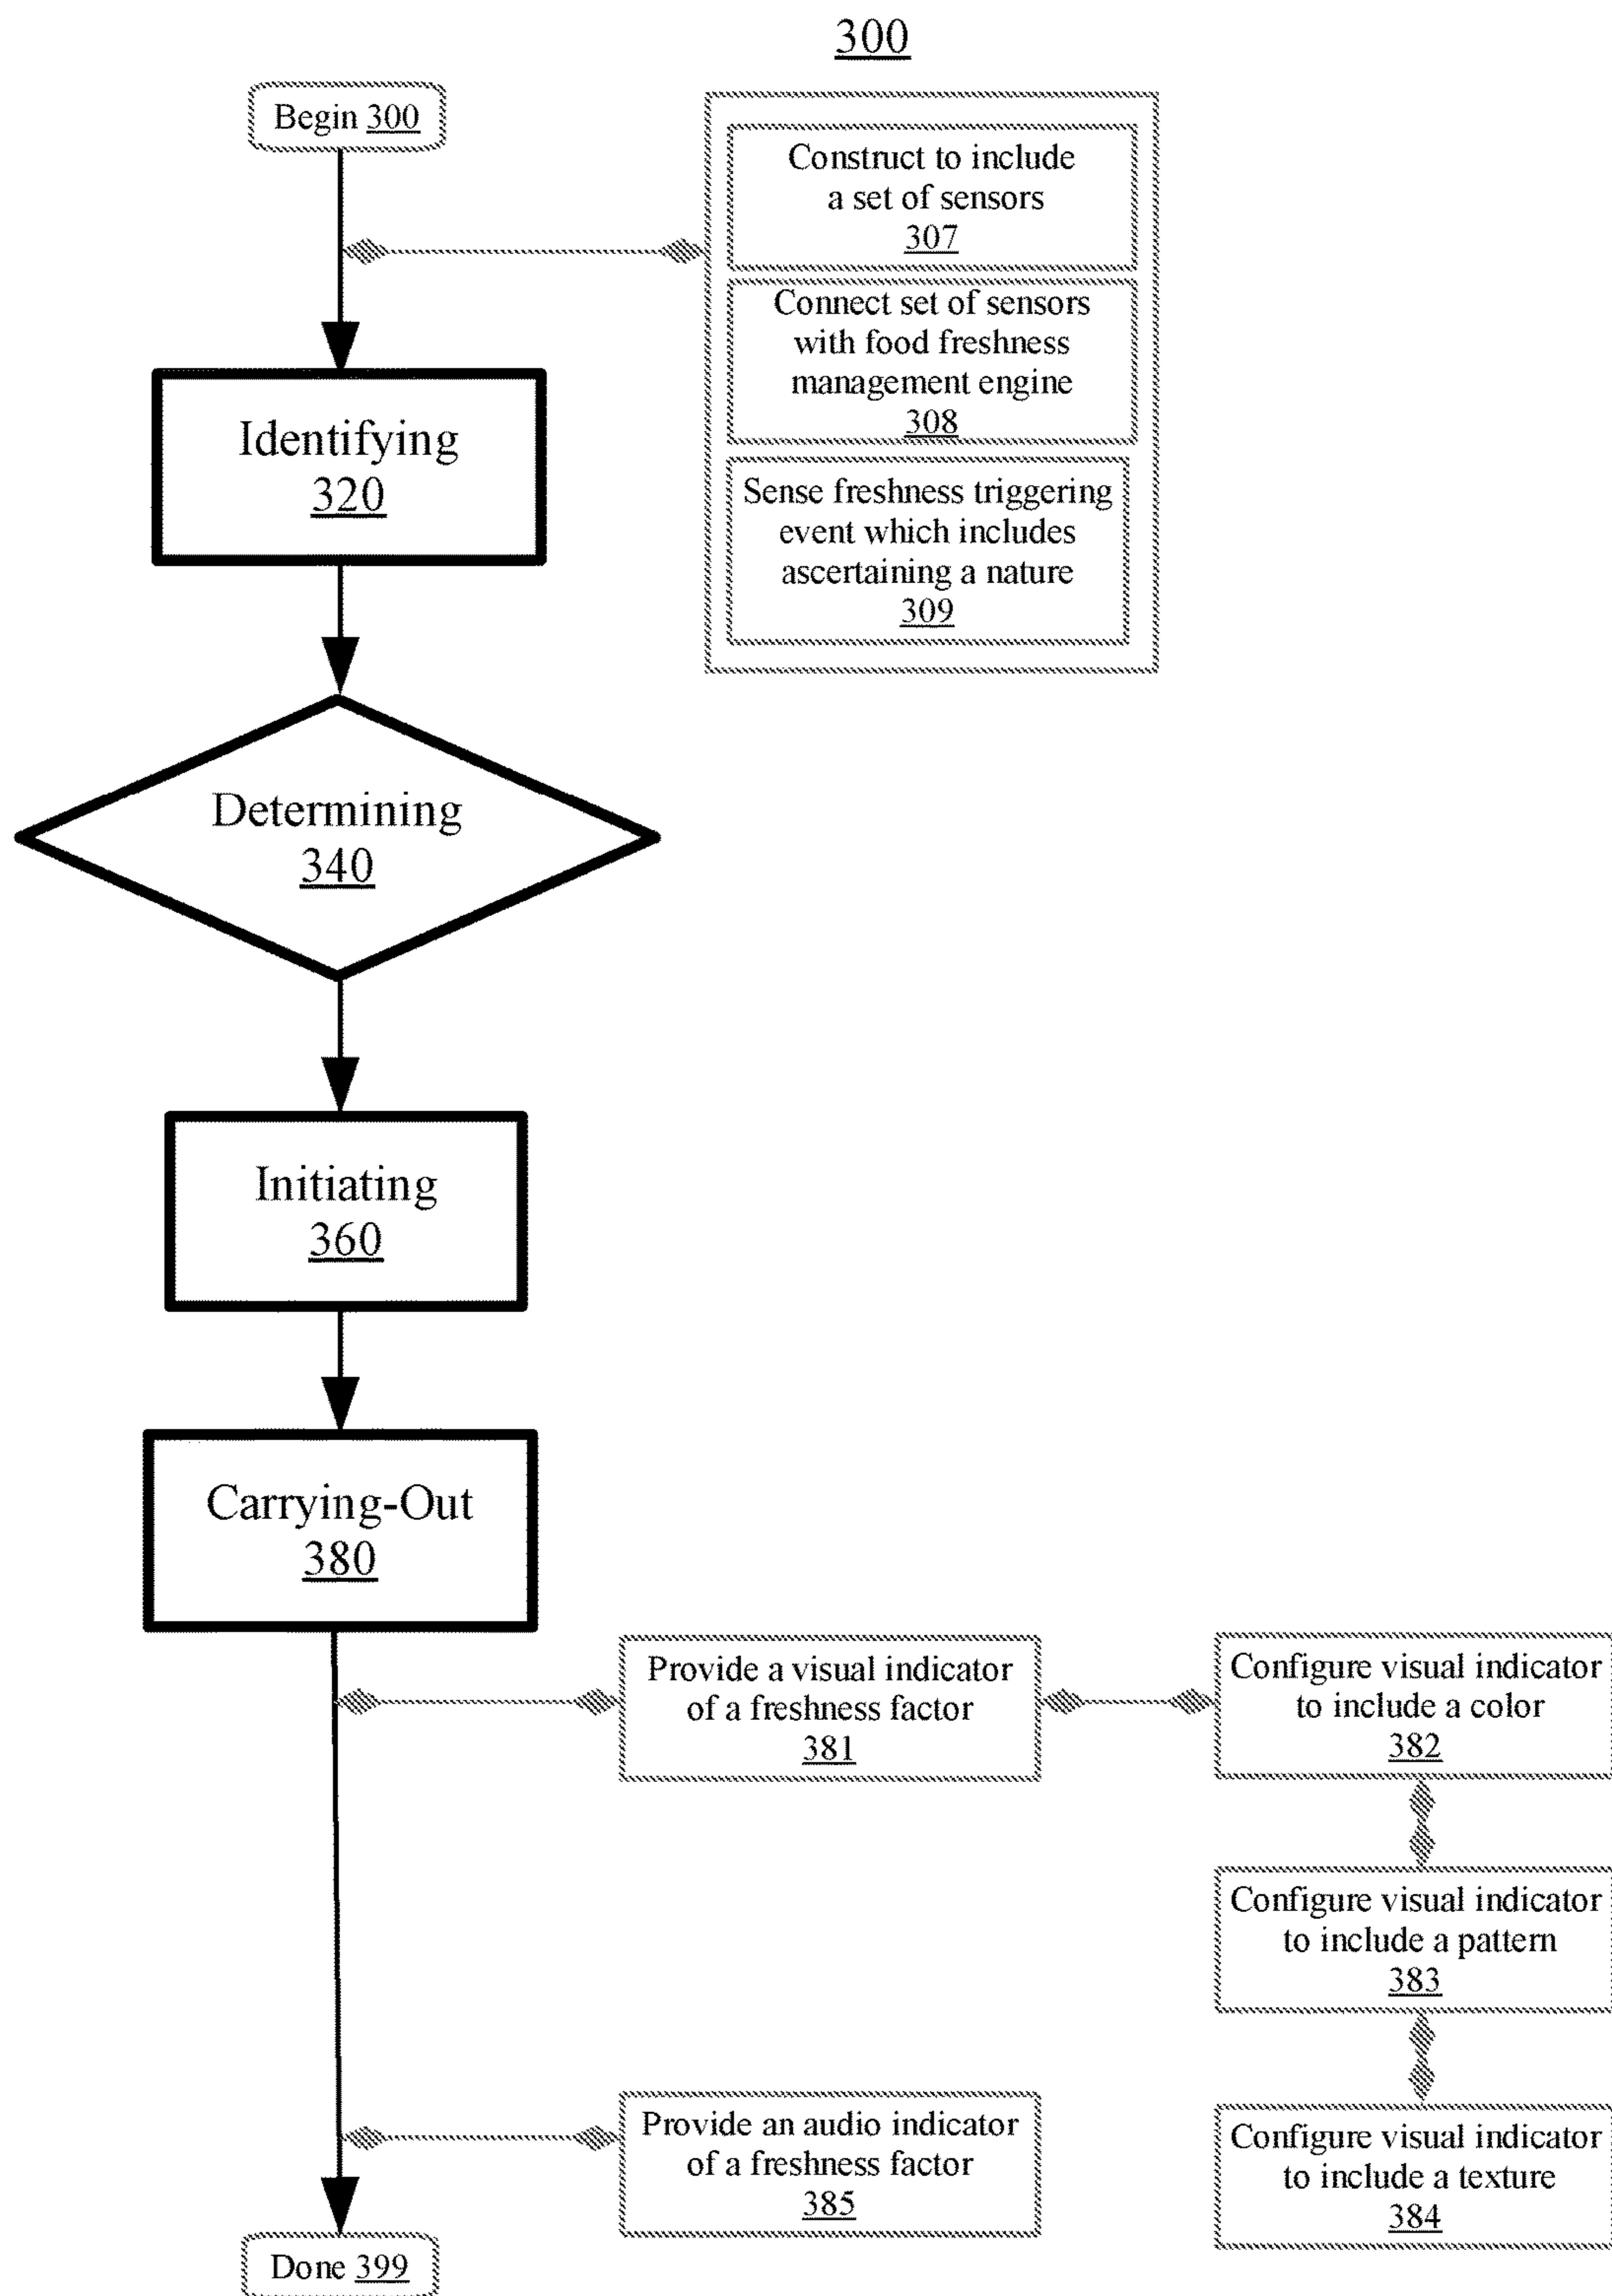 300
Begin 300
Construct to include
a set of sensors
307
Connect set of sensors
with food freshness
management engine
308
Sense freshness triggering
event which includes
ascertaining a nature
309
Identifying
320
Determining
340
Initiating
360
Carrying-Out
380
Provide a visual indicator
of a freshness factor
381
Configure visual indicator
to include a color
382
Configure visual indicator
to include a pattern
383
Configure visual indicator
to include a texture
384
Provide an audio indicator
of a freshness factor
385
Done 399